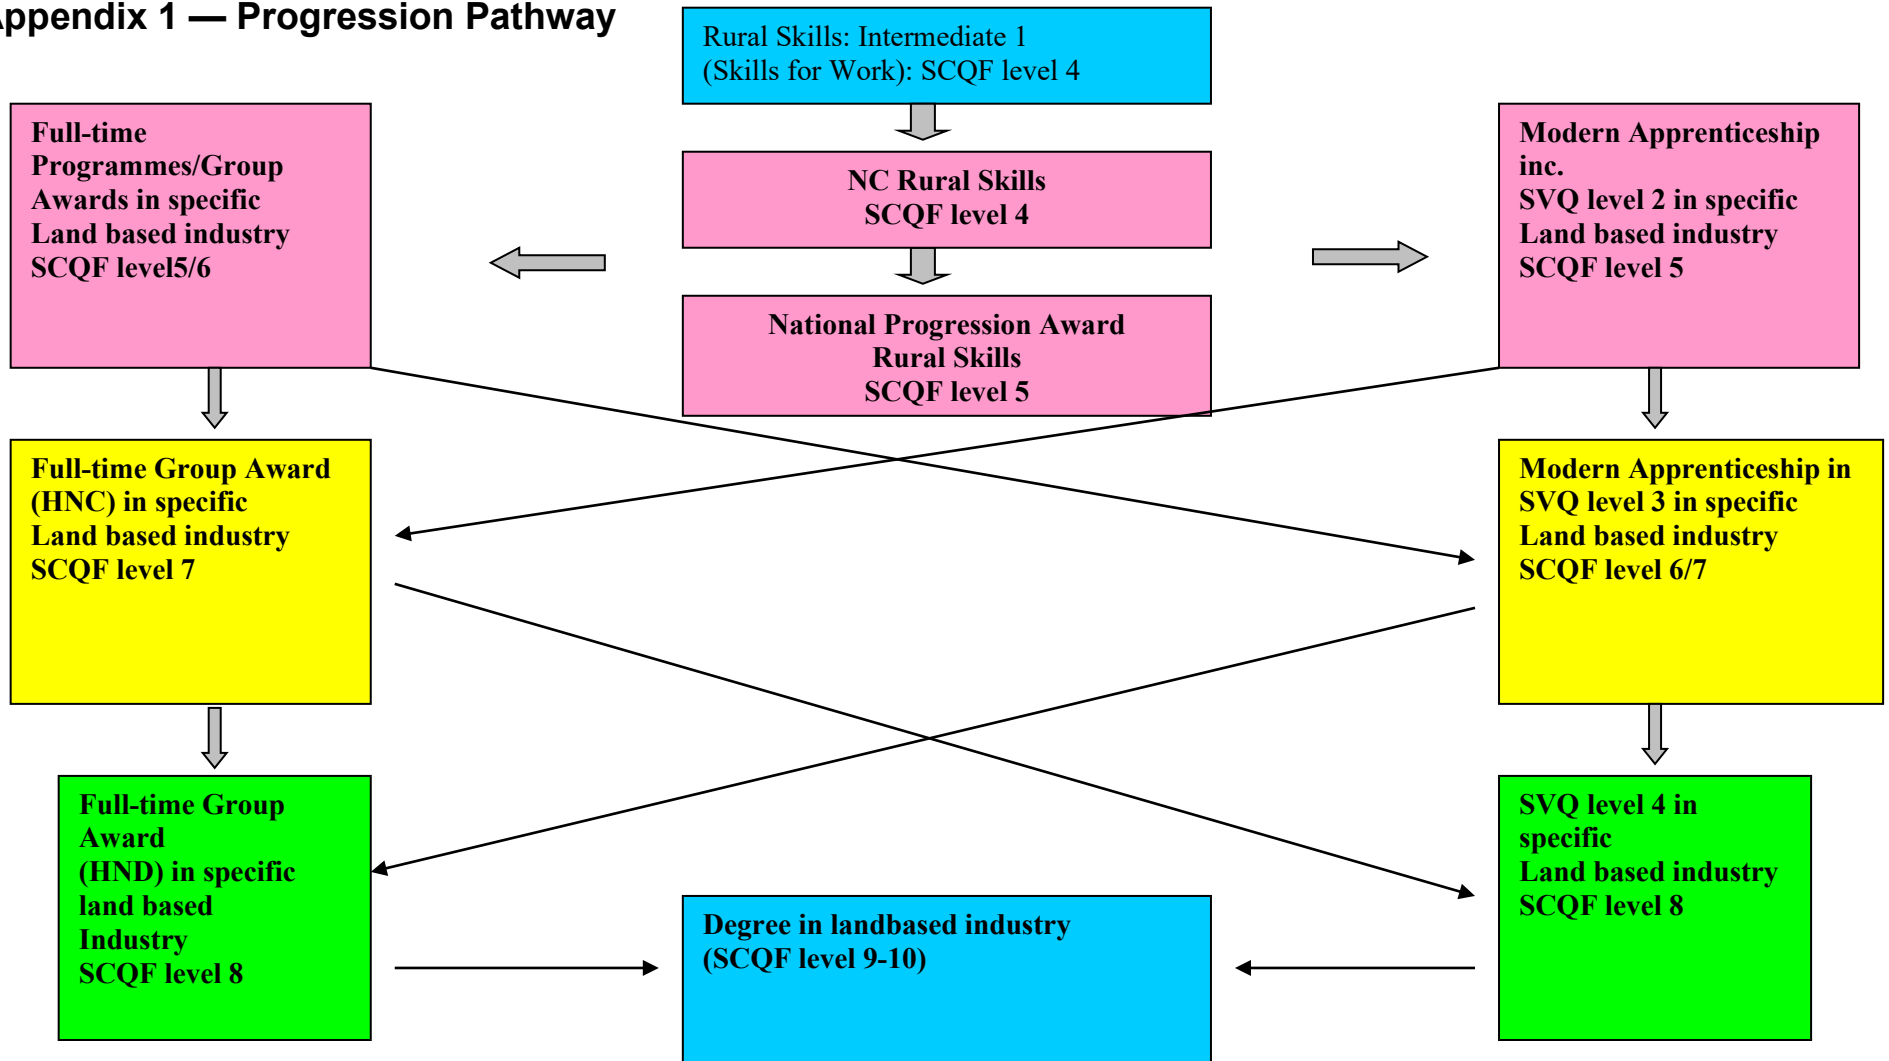 Appendix 1 — Progression Pathway
Rural Skills: Intermediate 1
(Skills for Work): SCQF level 4
Full-time
Programmes/Group
Awards in specific
Land based industry
SCQF level5/6
NC Rural Skills
SCQF level 4
Modern Apprenticeship
inc.
SVQ level 2 in specific
Land based industry
SCQF level 5
National Progression Award
Rural Skills
SCQF level 5
Full-time Group Award
(HNC) in specific
Land based industry
SCQF level 7
Modern Apprenticeship in
SVQ level 3 in specific
Land based industry
SCQF level 6/7
Full-time Group
Award
(HND) in specific
land based
Industry
SCQF level 8
SVQ level 4 in
specific
Land based industry
SCQF level 8
Degree in landbased industry
(SCQF level 9-10)